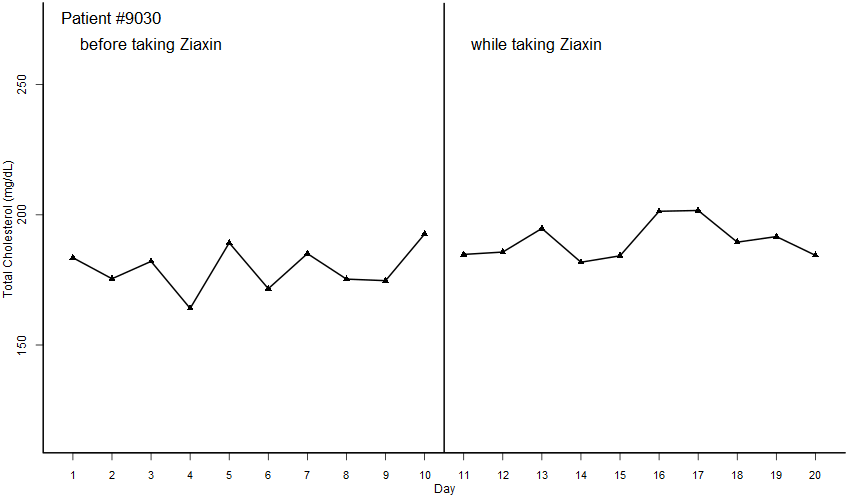 Patient #9030
before taking Ziaxin
while taking Ziaxin
250
200
150
Total Cholesterol (mg/dL)
1 2 3 4 5 6 7 8 9 10 11 12 13 14 15 16 17 18 19 20
Day